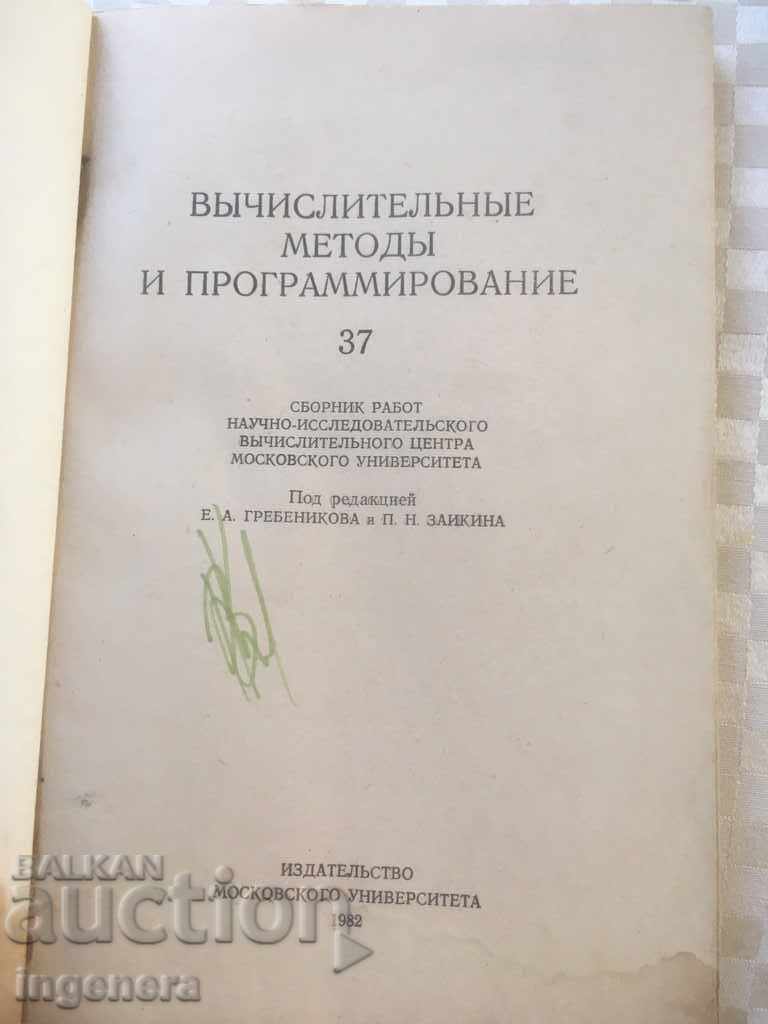 ВЫЧИСЛИТЕЛЬНЫЕ
МЕТОДЫ
И ПРОГРАММИРОВАНИЕ
37
СБОРНИК РАБОТ
НАУЧНО-ИССЛЕДОВАТЕЛЬСКОГО
ВЫЧИСЛИТЕЛЬНОГО ЦЕНТРА
МОСКОВСКОГО УНИВЕРСИТЕТА
Под редакцией
Е. А. ГРЕБЕНИКОВА и П. Н. ЗАИКИНА
ИЗДАТЕЛЬСТВО
МОСКОВСКОГО УНИВЕРСИТЕТА
1982
BALKAN
auction
ingenera